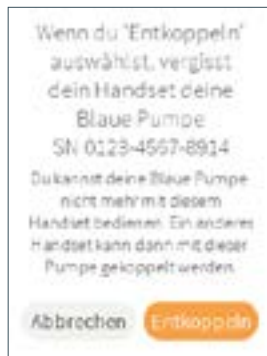 Wenn du "Entkoppeln"
auswählst, vergisst
dein Handset deine
Blaue Pumpe
SN 0123-4567-8914
Du kannst deine Blaue Pumpe
nicht mehr mit diesem
Handset bedienen. Ein anderes
Handset kann dann mit dieser
Pumpe gekoppelt werden.
Abbrechen Entkoppeln